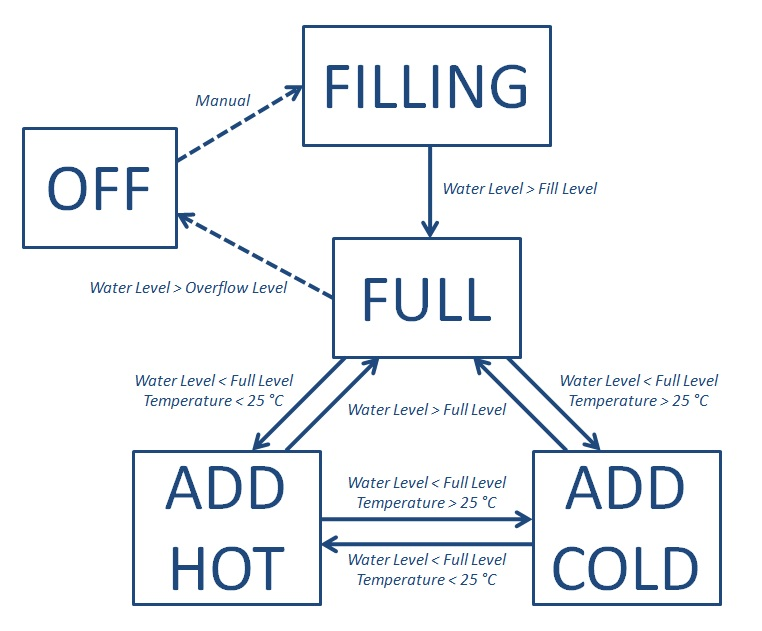 FILLING
Manual
OFF
Water Level > Fill Level
Water Level > Overflow Level
FULL
Water Level < Full Level
Temperature < 25 °C
Water Level > Full Level
Water Level < Full Level
Temperature > 25 °C
ADD
HOT
Water Level < Full Level
Temperature > 25 °C
Water Level < Full Level
Temperature < 25 °C
ADD
COLD